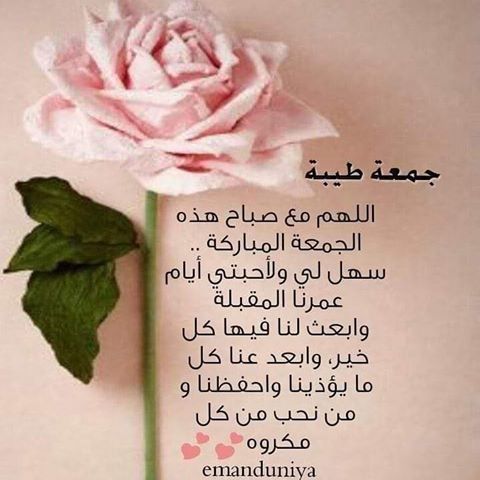 جمعة طيبة
اللهم مع صباح هذه
الجمعة المباركة ..
سهل لي ولأحبتي أيام
عمرنا المقبلة
وابعث لنا فيها كل
خير، وابعد عنا كل
ما يؤذينا واحفظنا و
من نحب من كل
مكروه💕💕
emanduniya